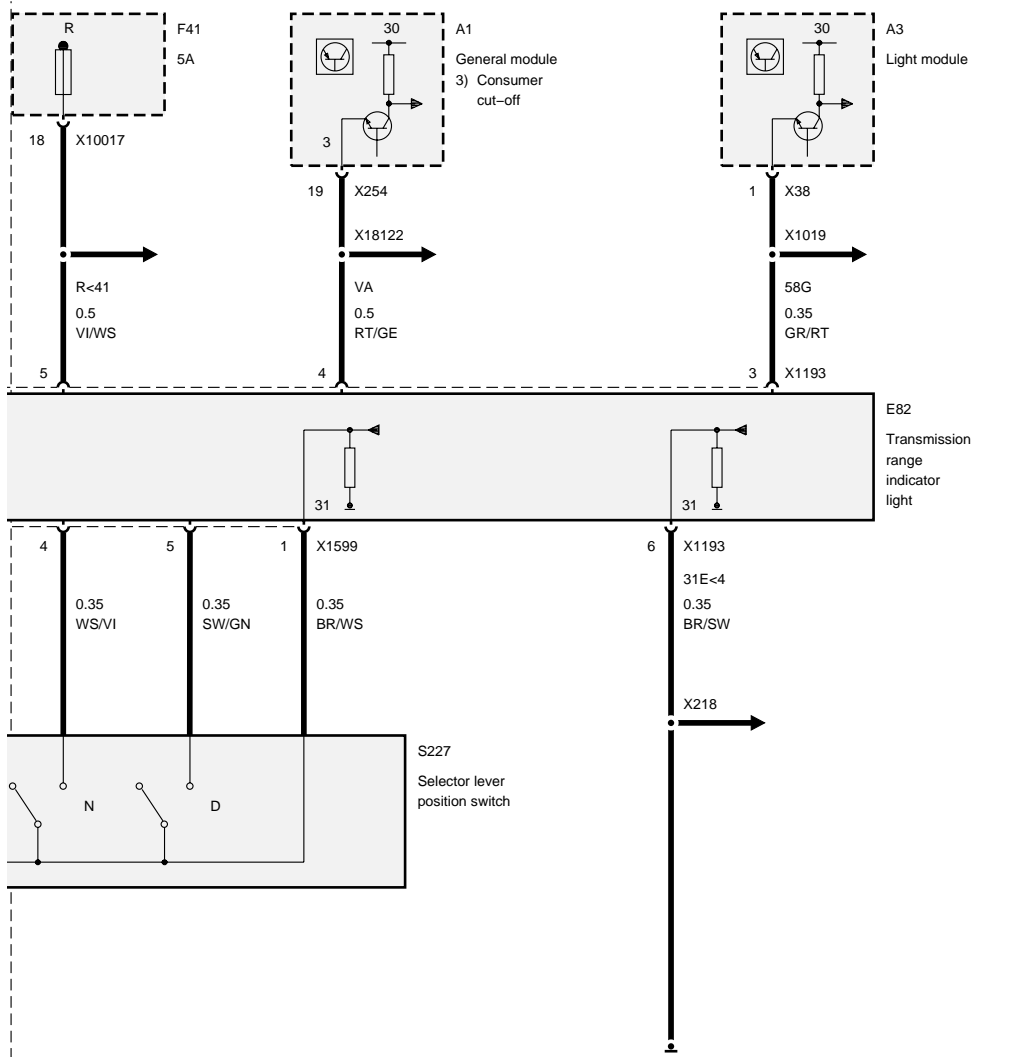 R
F41
5A
30
A1
General module
3) Consumer
cut–off
3
30
A3
Light module
18
X10017
19
X254
1
X38
X18122
X1019
R<41
0.5
VI/WS
VA
0.5
RT/GE
58G
0.35
GR/RT
5
4
3
X1193
E82
Transmission
range
indicator
light
31
31
4
5
1
X1599
6
X1193
31E<4
0.35
WS/VI
0.35
SW/GN
0.35
BR/WS
0.35
BR/SW
X218
S227
Selector lever
position switch
N
D